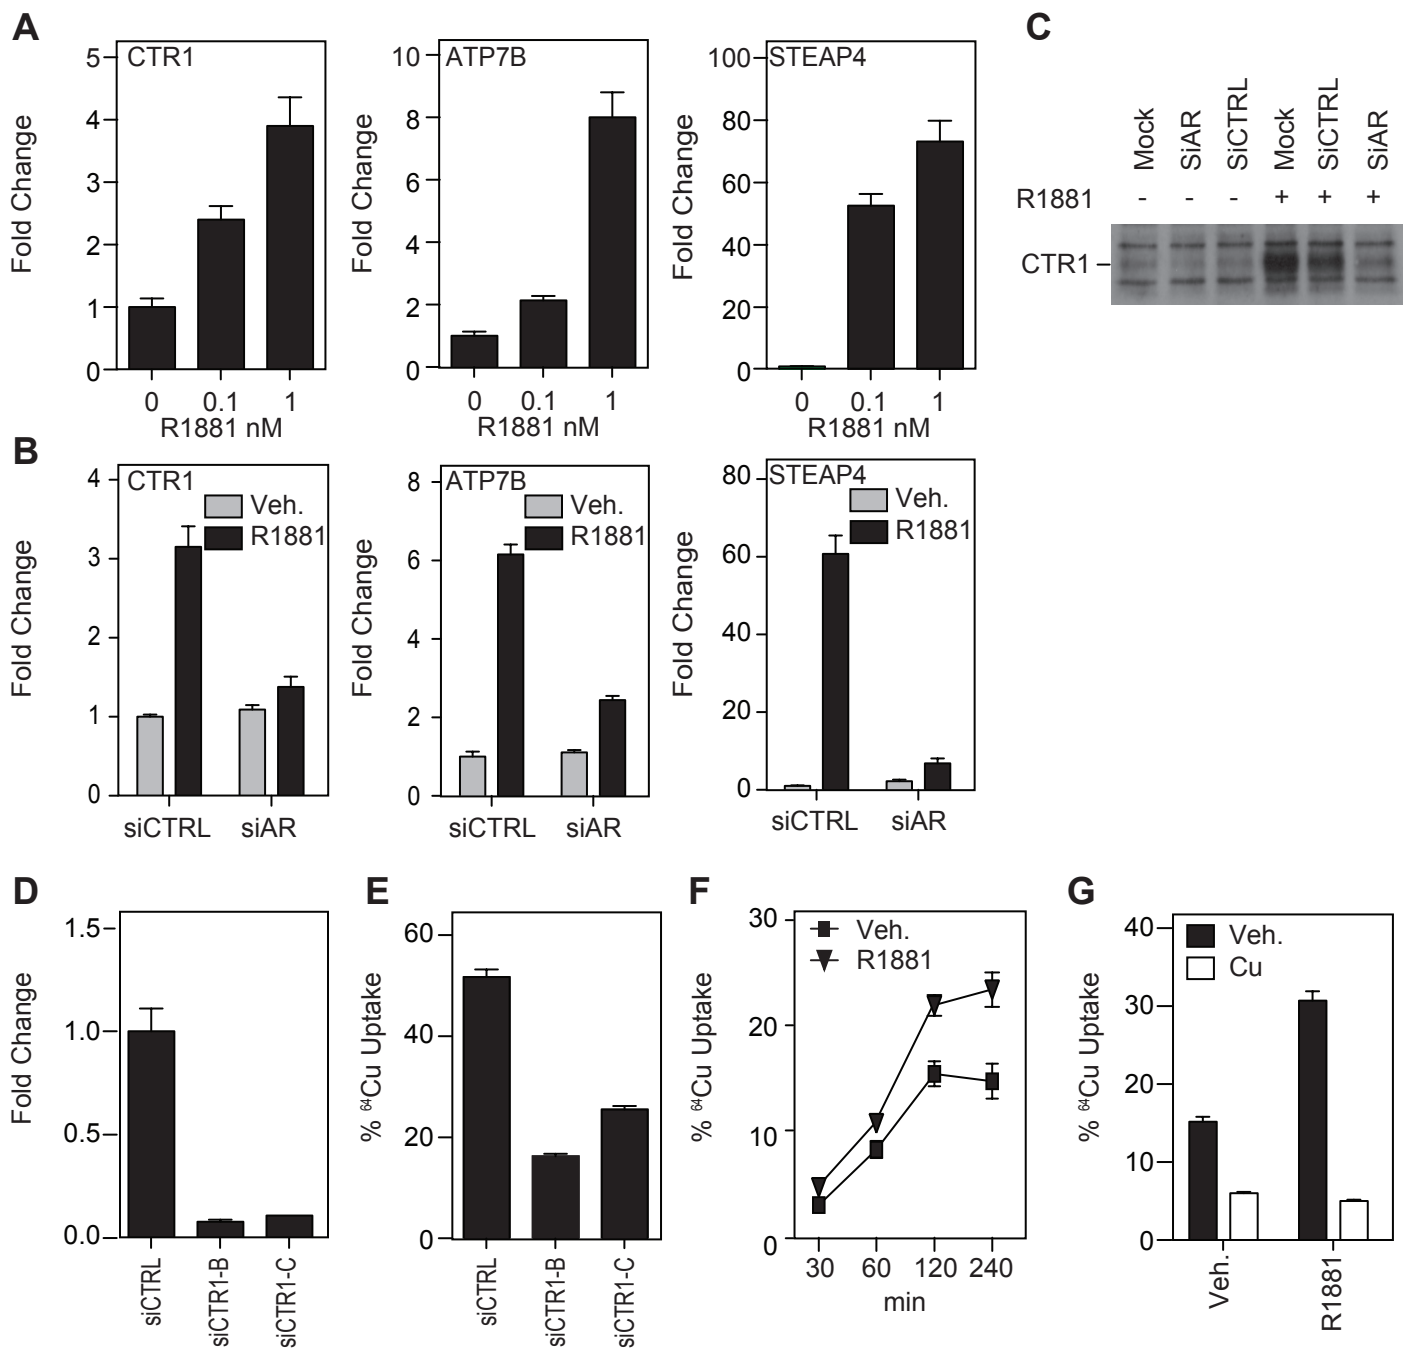 A
CTR1
Fold Change
5
4
3
2
1
0
0 0.1 1
R1881 nM
ATP7B
Fold Change
10
8
6
4
2
0
0 0.1 1
R1881 nM
STEAP4
Fold Change
100
80
60
40
20
0
0 0.1 1
R1881 nM
C
Mock
SiAR
SiCTRL
Mock
SiCTRL
SiAR
R1881 - - - + + +
CTR1
B
CTR1
Veh.
R1881
Fold Change
4
3
2
1
0
siCTRL siAR
ATP7B
Veh.
R1881
Fold Change
8
6
4
2
0
siCTRL siAR
STEAP4
Veh.
R1881
Fold Change
80
60
40
20
0
siCTRL siAR
D
Fold Change
1.5
1.0
0.5
0.0
siCTRL
siCTR1-B
siCTR1-C
E
% ⁶⁴Cu Uptake
60
40
20
0
siCTRL
siCTR1-B
siCTR1-C
F
Veh.
R1881
% ⁶⁴Cu Uptake
30
20
10
0
30 60 120 240
min
G
Veh.
Cu
% ⁶⁴Cu Uptake
40
30
20
10
0
Veh.
R1881